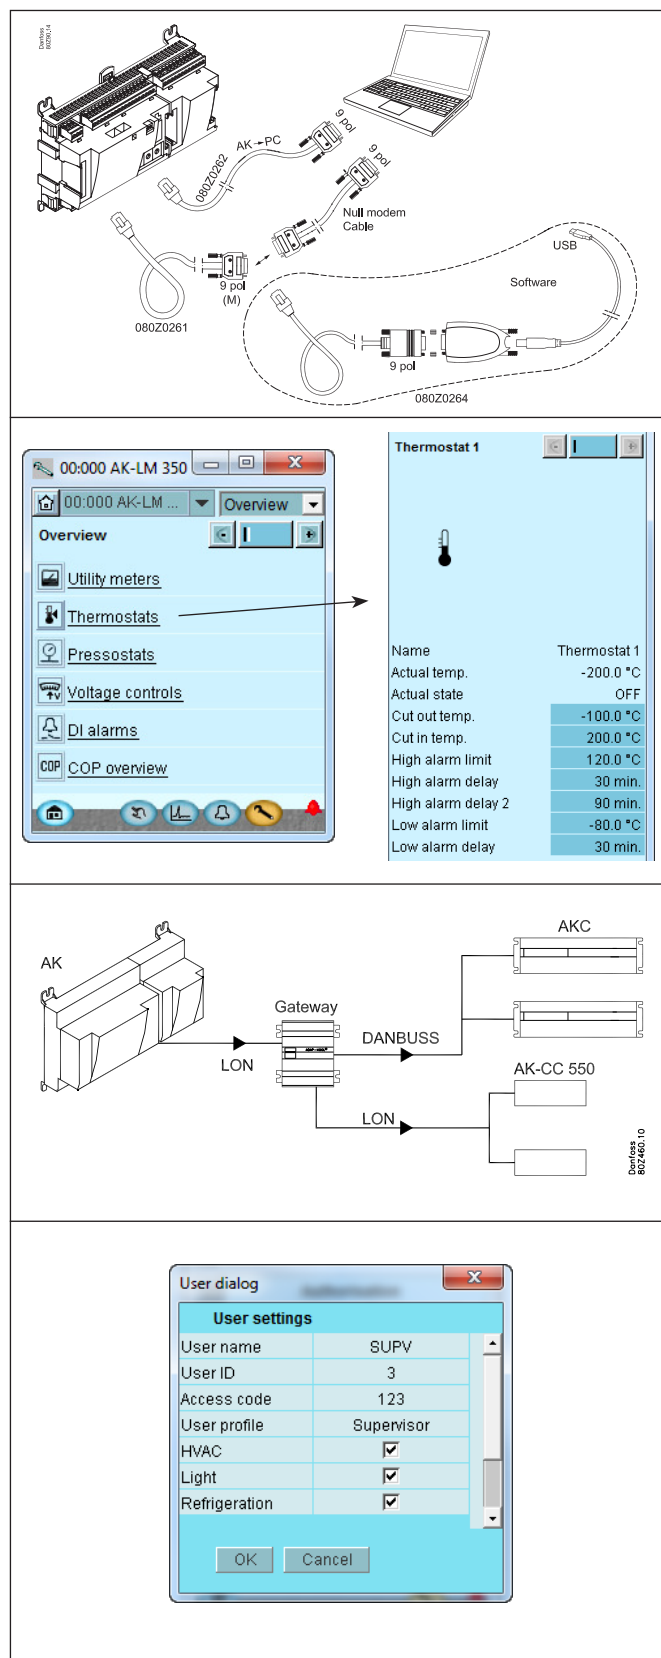 Danfoss
80Z90.14
9 pol
AK → PC
080Z0262
9 pol
Null modem
Cable
9 pol
(M)
080Z0261
USB
Software
9 pol
080Z0264
00:000 AK-LM 350
00:000 AK-LM ...
Overview
Overview
Utility meters
Thermostats
Pressostats
Voltage controls
DI alarms
COP
COP overview
Thermostat 1
Name Thermostat 1
Actual temp. -200.0 °C
Actual state OFF
Cut out temp. -100.0 °C
Cut in temp. 200.0 °C
High alarm limit 120.0 °C
High alarm delay 30 min.
High alarm delay 2 90 min.
Low alarm limit -80.0 °C
Low alarm delay 30 min.
AK
AKC
Gateway
LON
DANBUSS
AK-CC 550
LON
Danfoss
80Z460.10
User dialog
User settings
User name SUPV
User ID 3
Access code 123
User profile Supervisor
HVAC
Light
Refrigeration
OK Cancel